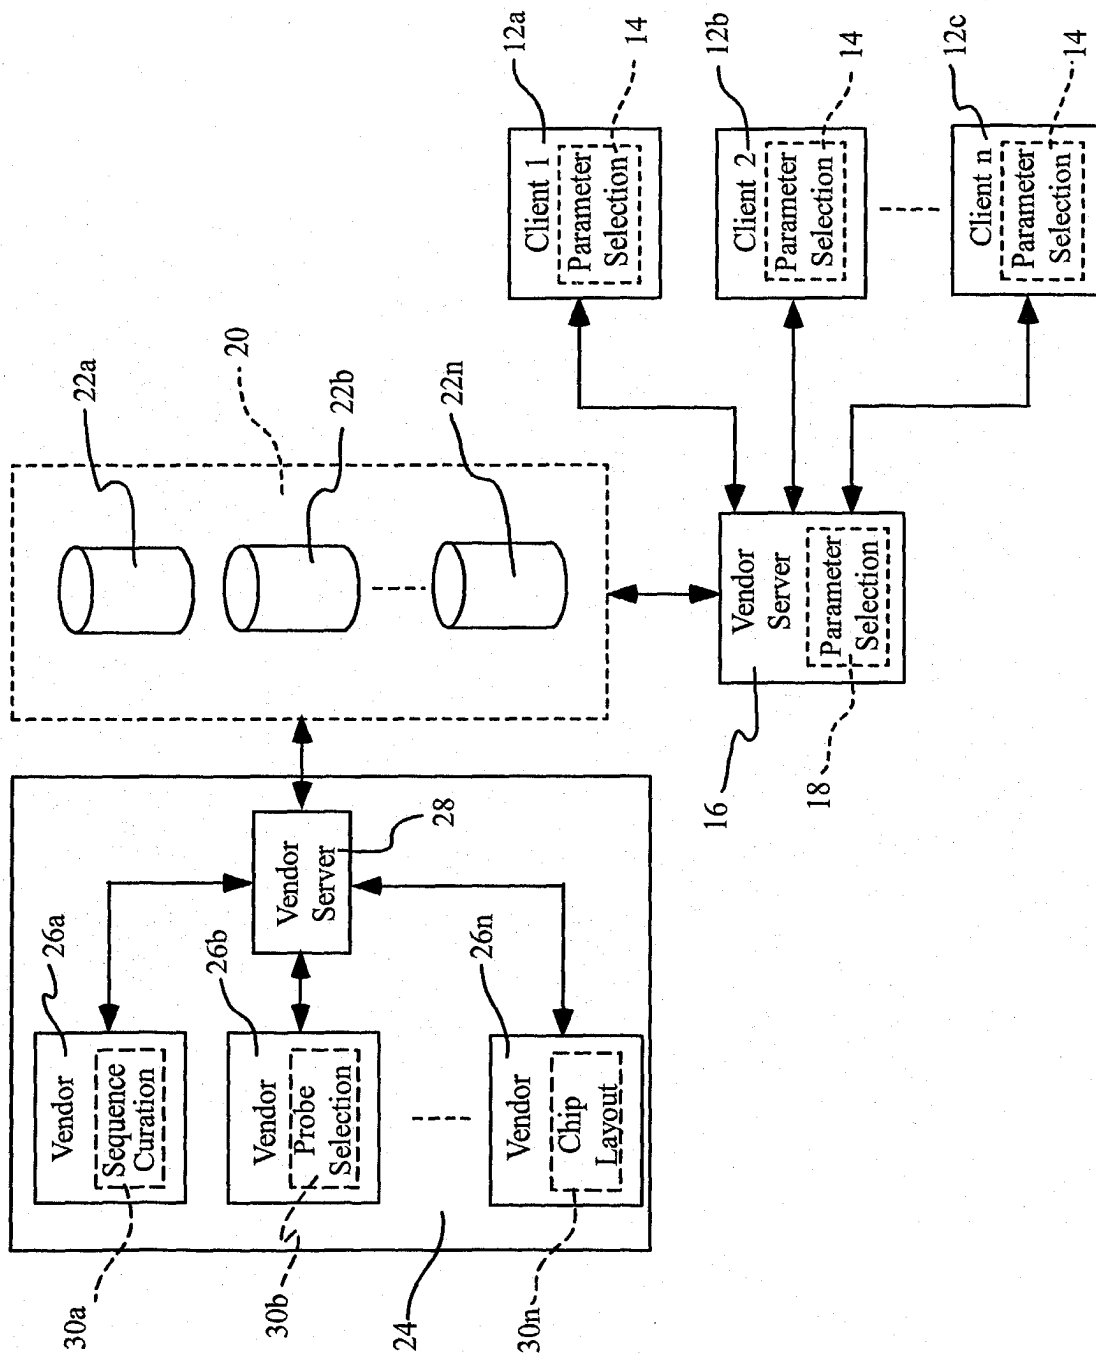 30a
Vendor
Sequence
Curation
26a
30b
Vendor
Probe
Selection
26b
24
30n
Vendor
Chip
Layout
26n
Vendor
Server
28
20
22a
22b
22n
16
18
Vendor
Server
Parameter
Selection
Client 1
Parameter
Selection
12a
14
Client 2
Parameter
Selection
12b
14
Client n
Parameter
Selection
12c
14